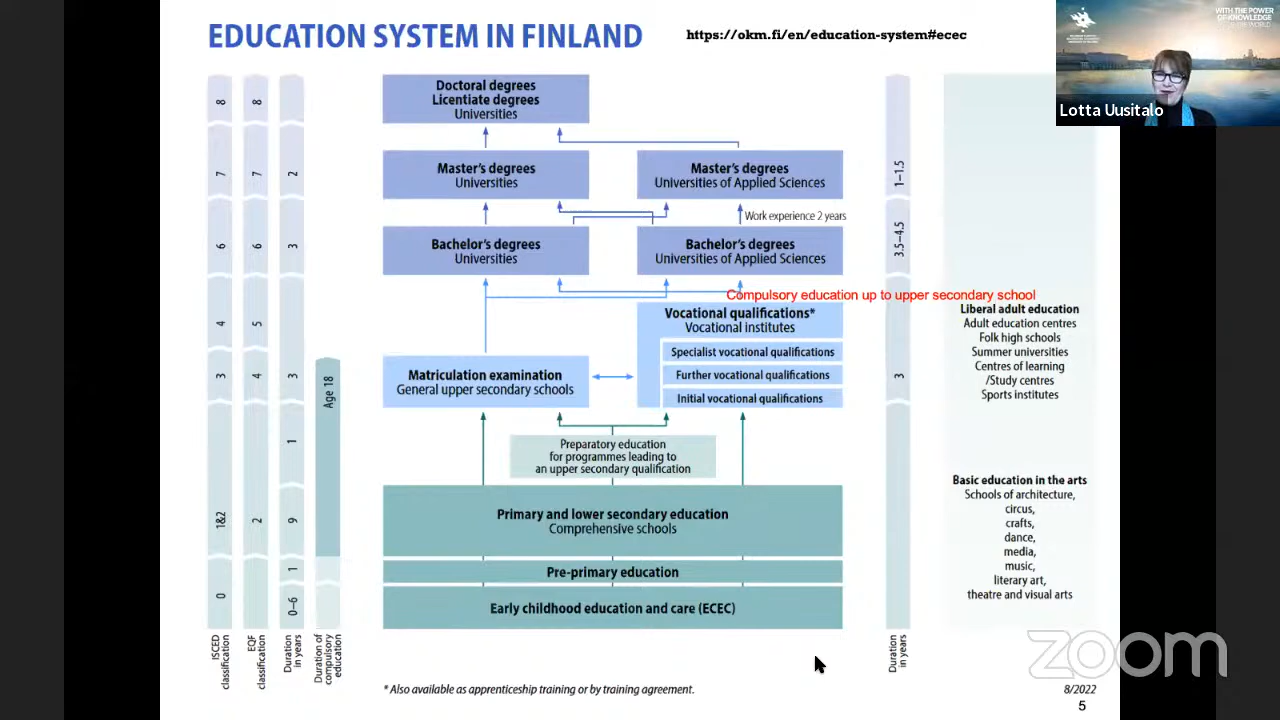 EDUCATION SYSTEM IN FINLAND
https://okm.fi/en/education-system#ecec
WITH THE POWER
OF KNOWLEDGE
Lotta Uusitalo
Doctoral degrees
Licentiate degrees
Universities
Master's degrees
Universities
Master's degrees
Universities of Applied Sciences
Work experience 2 years
Bachelor's degrees
Universities
Bachelor's degrees
Universities of Applied Sciences
Compulsory education up to upper secondary school
Vocational qualifications*
Vocational institutes
Specialist vocational qualifications
Further vocational qualifications
Initial vocational qualifications
Matriculation examination
General upper secondary schools
Preparatory education
for programmes leading to
an upper secondary qualification
Primary and lower secondary education
Comprehensive schools
Pre-primary education
Early childhood education and care (ECEC)
8
7
6
4
3
1&2
0
ISCED
classification
8
7
6
5
4
2
EQF
classification
2
3
3
1
9
1
0–6
Duration
in years
Age 18
Duration of
compulsory
education
1–1.5
3.5–4.5
3
Duration
in years
Liberal adult education
Adult education centres
Folk high schools
Summer universities
Centres of learning
/Study centres
Sports institutes
Basic education in the arts
Schools of architecture,
circus,
crafts,
dance,
media,
music,
literary art,
theatre and visual arts
* Also available as apprenticeship training or by training agreement.
8/2022
5
zoom